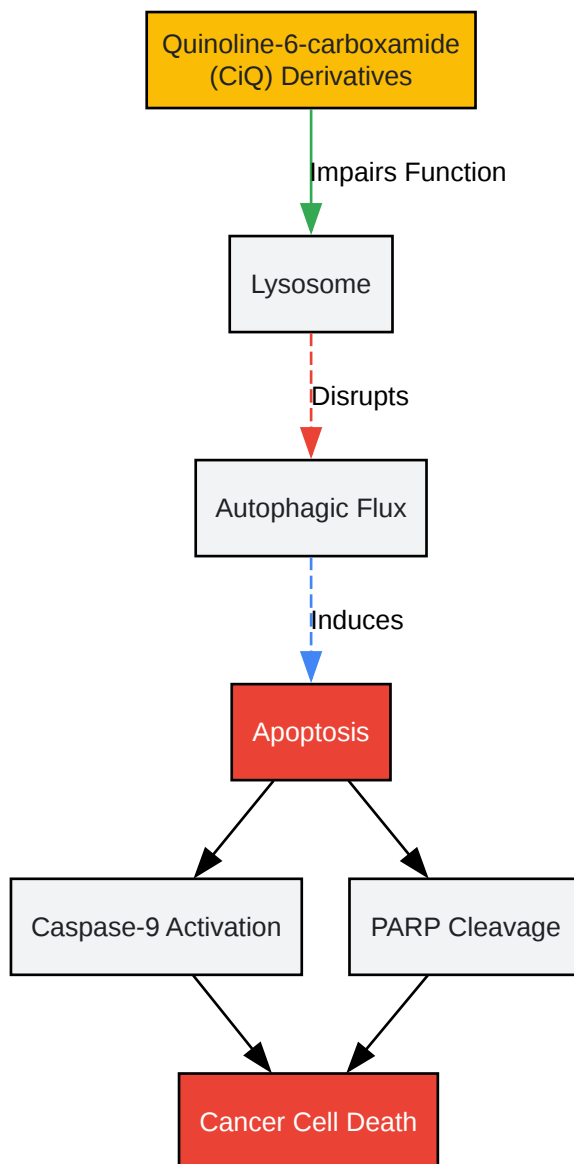 Quinoline-6-carboxamide
(CiQ) Derivatives
Impairs Function
Lysosome
Disrupts
Autophagic Flux
Induces
Apoptosis
Caspase-9 Activation
PARP Cleavage
Cancer Cell Death